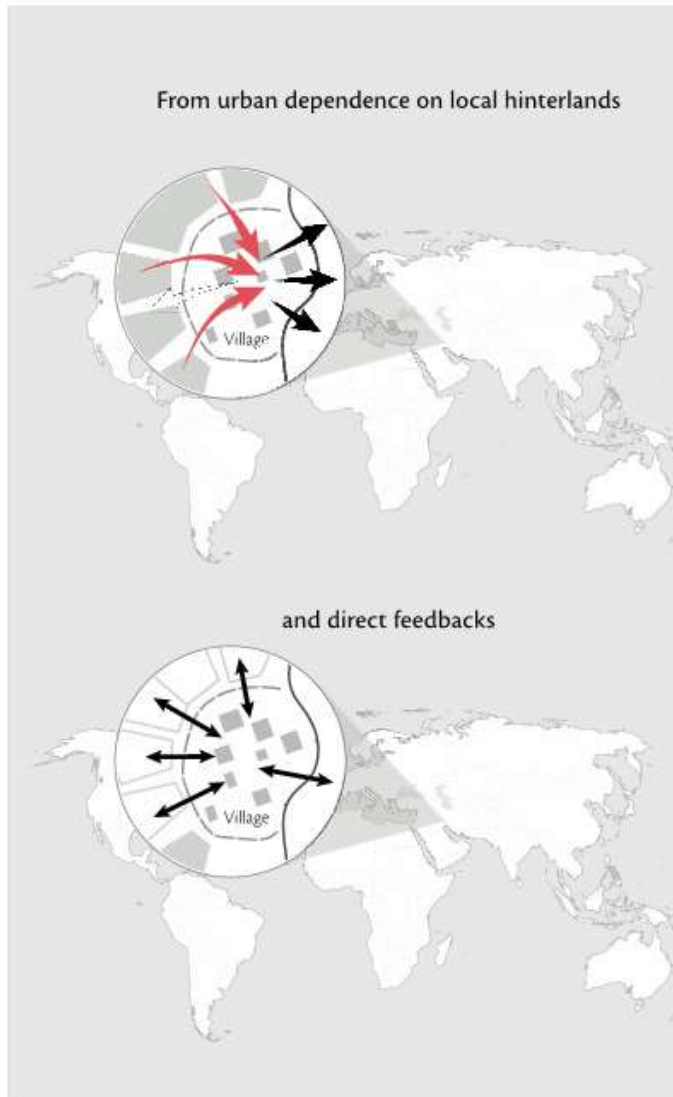 From urban dependence on local hinterlands
Village
and direct feedbacks
Village